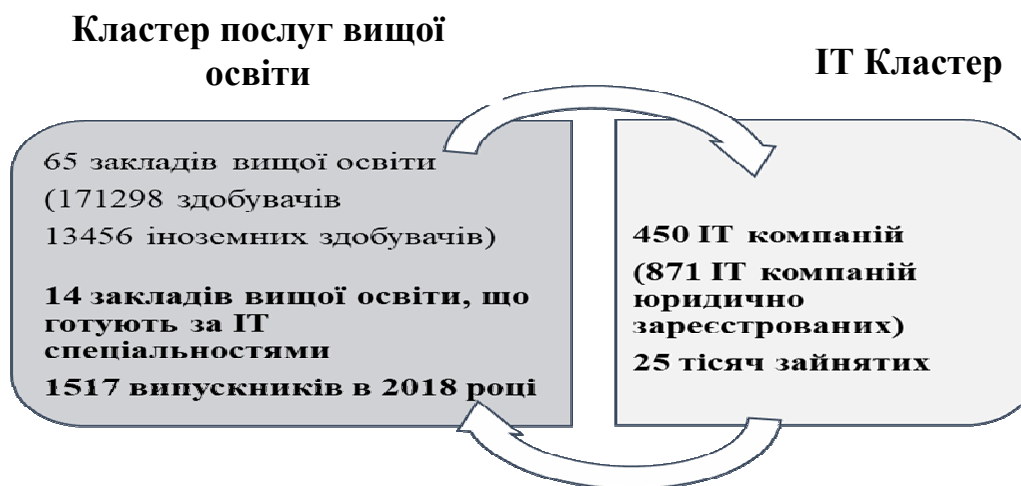 Кластер послуг вищої
освіти
ІТ Кластер
65 закладів вищої освіти
(171298 здобувачів
13456 іноземних здобувачів)
14 закладів вищої освіти, що
готують за ІТ
спеціальностями
1517 випускників в 2018 році
450 ІТ компаній
(871 ІТ компаній
юридично
зареєстрованих)
25 тісяч зайнятих